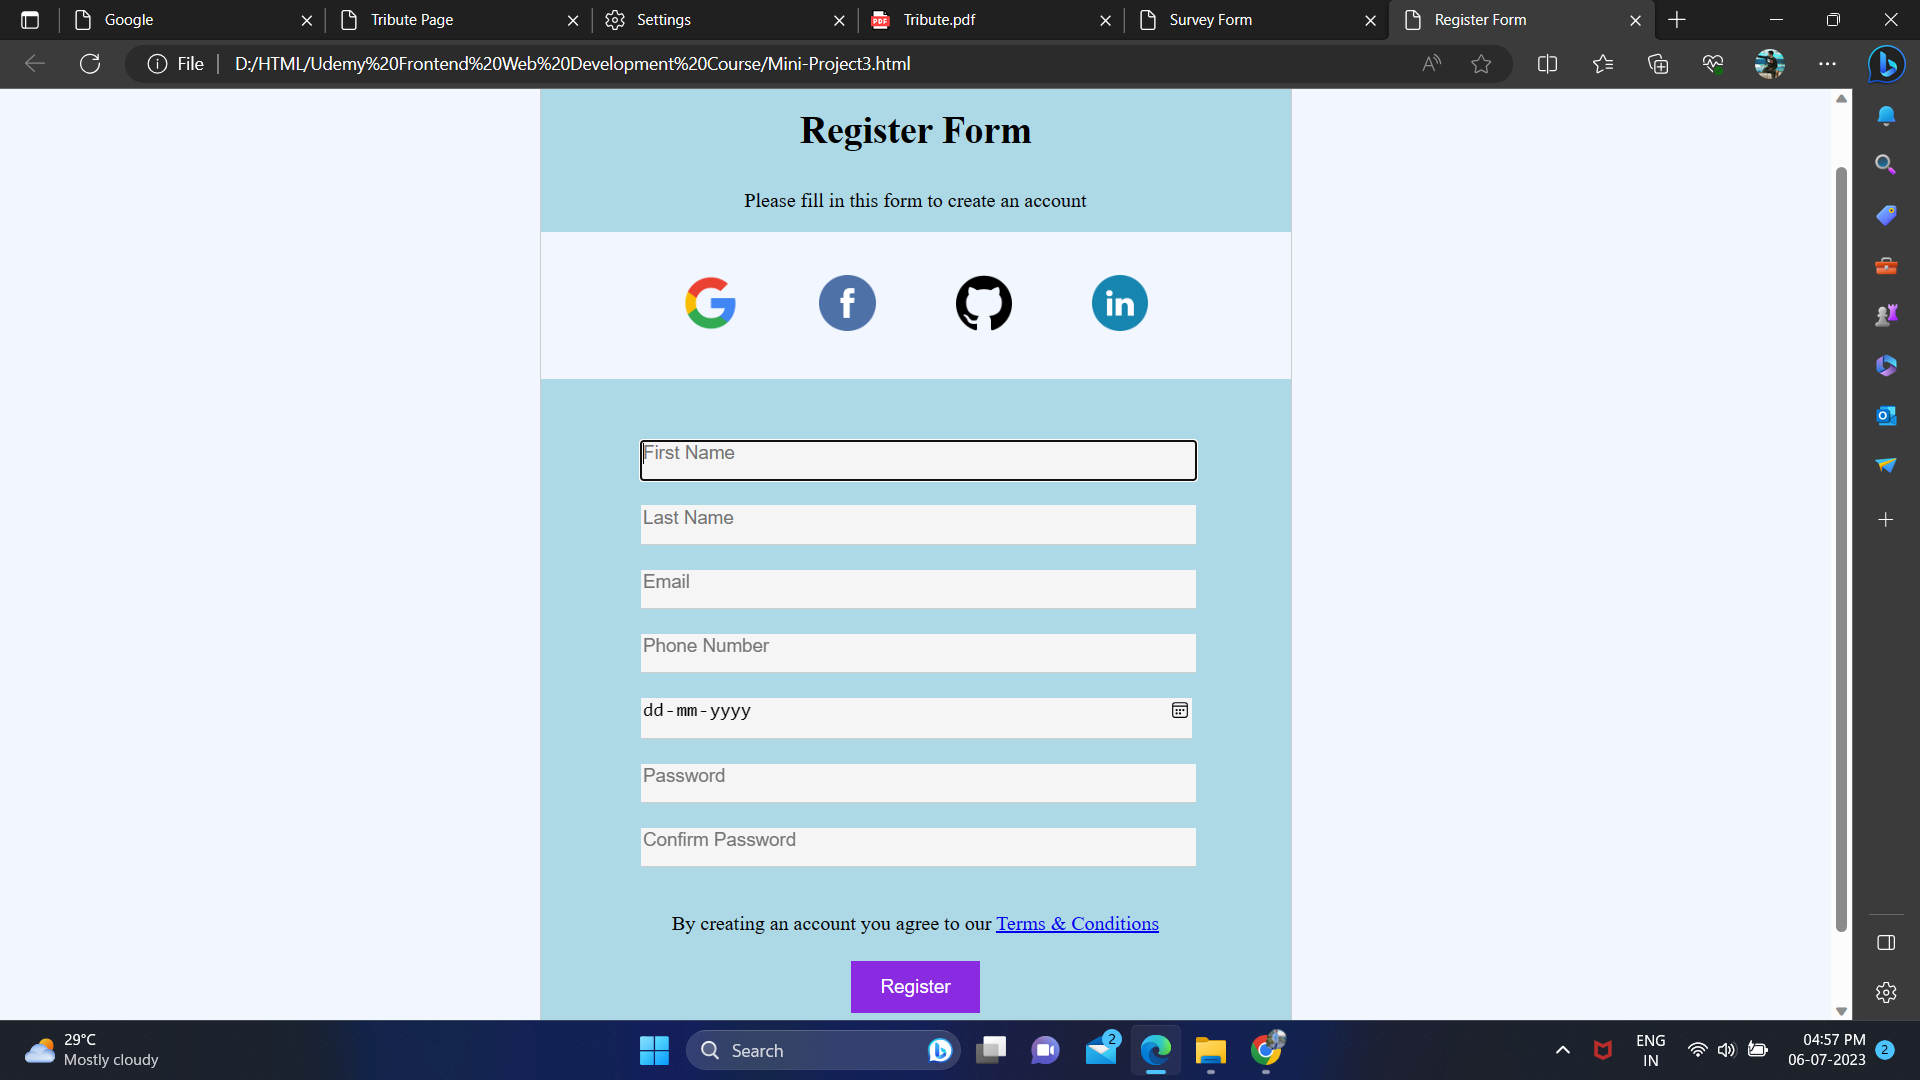 Google
Tribute Page
Settings
PDF
Tribute.pdf
Survey Form
Register Form
File
D:/HTML/Udemy%20Frontend%20Web%20Development%20Course/Mini-Project3.html
Register Form
Please fill in this form to create an account
First Name
Last Name
Email
Phone Number
dd-mm-yyyy
Password
Confirm Password
By creating an account you agree to our Terms & Conditions
Register
29°C
Mostly cloudy
Search
2
ENG
IN
04:57 PM
06-07-2023
2